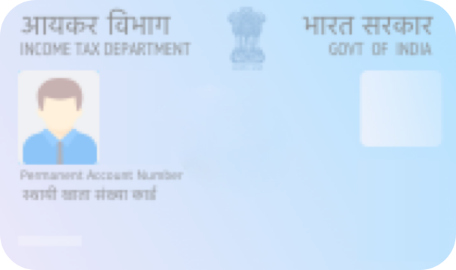 आयकर विभाग
भारत सरकार
INCOME TAX DEPARTMENT
GOVT OF INDIA
Permanent Account Number
स्थायी खाता संख्या कार्ड